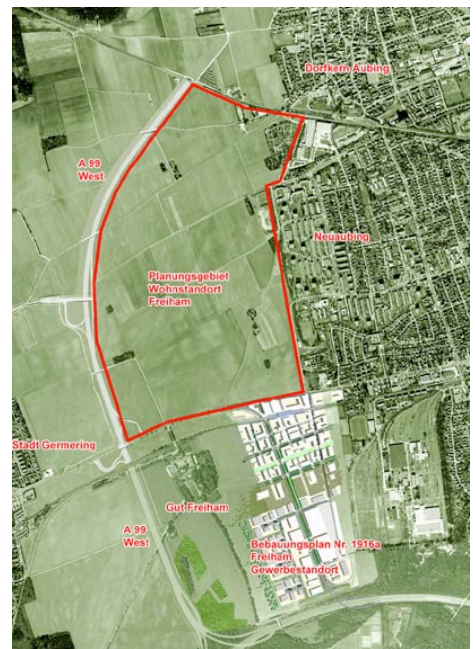 Dorfkern Aubing
A 99
West
Neuaubing
Planungsgebiet
Wohnstandort
Freiham
Stadt Germering
Gut Freiham
A 99
West
Bebauungsplan Nr. 1916a
Freiham
Gewerbestandort